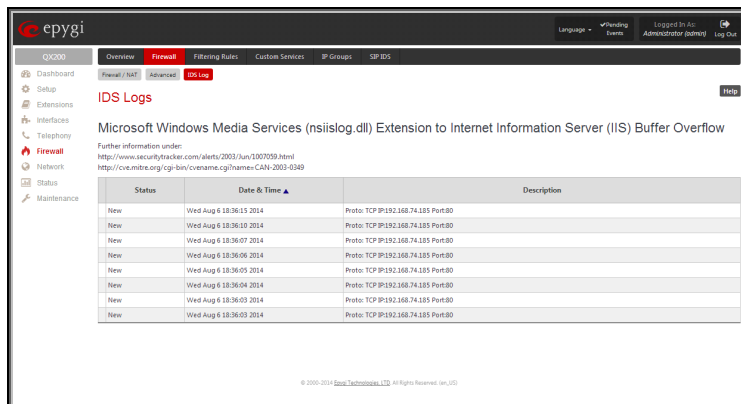 epygi
Language
Pending Events
Logged In As:
Administrator (admin)
Log Out
QX200
Overview Firewall Filtering Rules Custom Services IP Groups SIP IDS
Dashboard
Setup
Extensions
Interfaces
Telephony
Firewall
Network
Status
Maintenance
Firewall / NAT Advanced IDS Log
IDS Logs
Help
Microsoft Windows Media Services (nsiislog.dll) Extension to Internet Information Server (IIS) Buffer Overflow
Further information under:
http://www.securitytracker.com/alerts/2003/Jun/1007059.html
http://cve.mitre.org/cgi-bin/cvename.cgi?name=CAN-2003-0349
Status Date & Time Description
New Wed Aug 6 18:36:15 2014 Proto: TCP IP:192.168.74.185 Port:80
New Wed Aug 6 18:36:10 2014 Proto: TCP IP:192.168.74.185 Port:80
New Wed Aug 6 18:36:07 2014 Proto: TCP IP:192.168.74.185 Port:80
New Wed Aug 6 18:36:06 2014 Proto: TCP IP:192.168.74.185 Port:80
New Wed Aug 6 18:36:05 2014 Proto: TCP IP:192.168.74.185 Port:80
New Wed Aug 6 18:36:04 2014 Proto: TCP IP:192.168.74.185 Port:80
New Wed Aug 6 18:36:03 2014 Proto: TCP IP:192.168.74.185 Port:80
New Wed Aug 6 18:36:03 2014 Proto: TCP IP:192.168.74.185 Port:80
© 2000-2014 Epygi Technologies, LTD. All Rights Reserved. (en_US)